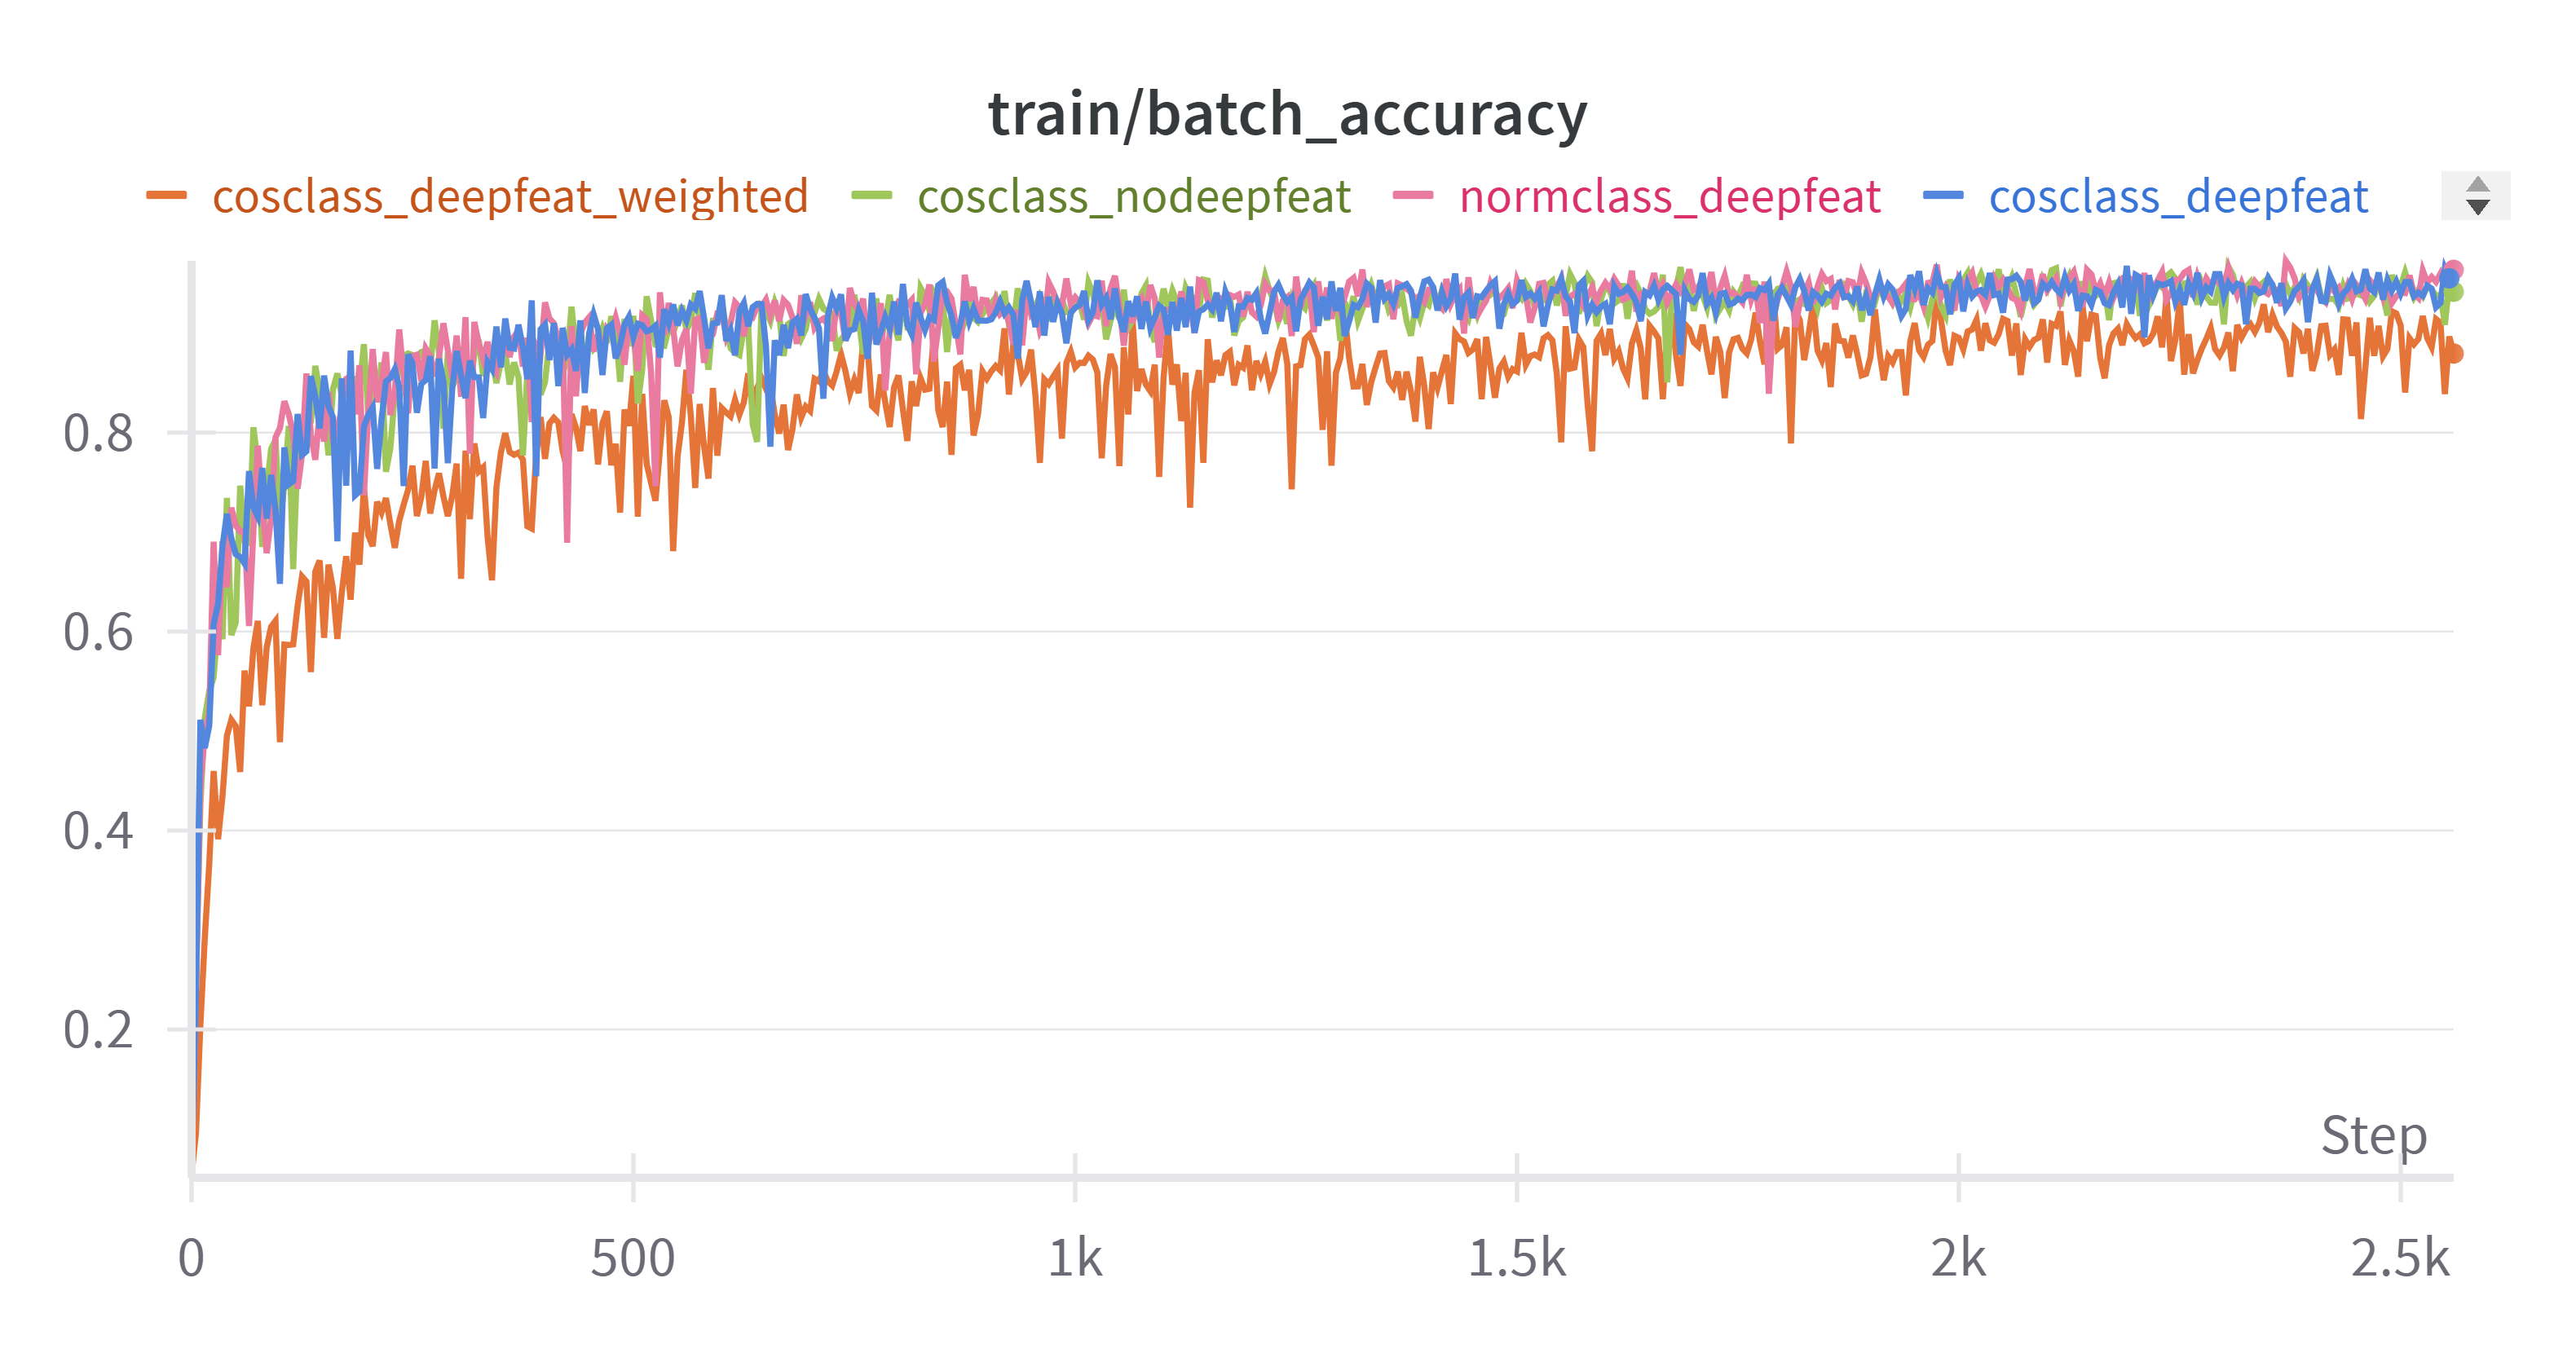 train/batch_accuracy
cosclass_deepfeat_weighted cosclass_nodeepfeat normclass_deepfeat cosclass_deepfeat
0.8
0.6
0.4
0.2
Step
0 500 1k 1.5k 2k 2.5k